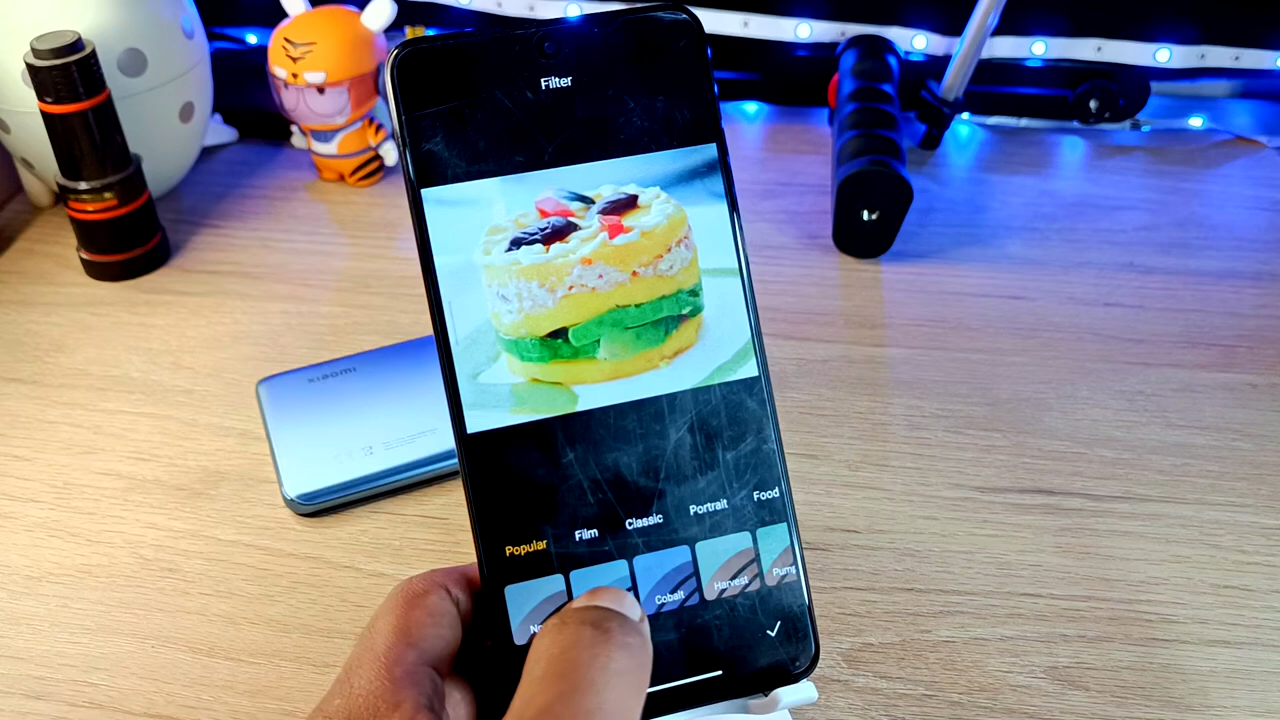 Filter
xiaomi
Popular
Film
Classic
Portrait
Food
Cobalt
Harvest